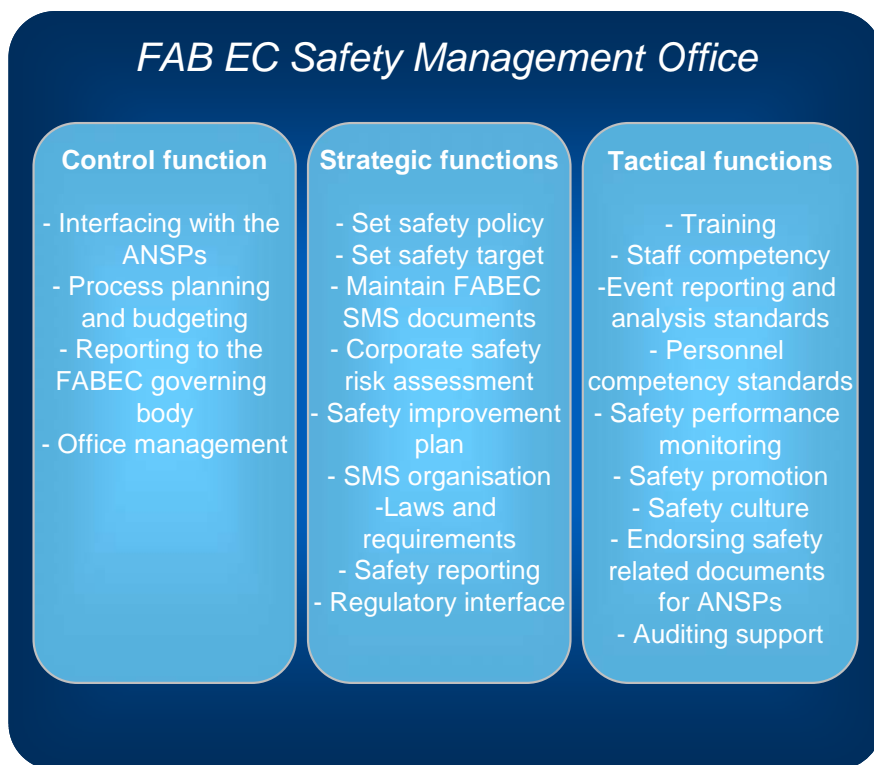 FAB EC Safety Management Office
Control function
- Interfacing with the
ANSPs
- Process planning
and budgeting
- Reporting to the
FABEC governing
body
- Office management
Strategic functions
- Set safety policy
- Set safety target
- Maintain FABEC
SMS documents
- Corporate safety
risk assessment
- Safety improvement
plan
- SMS organisation
-Laws and
requirements
- Safety reporting
- Regulatory interface
Tactical functions
- Training
- Staff competency
-Event reporting and
analysis standards
- Personnel
competency standards
- Safety performance
monitoring
- Safety promotion
- Safety culture
- Endorsing safety
related documents
for ANSPs
- Auditing support